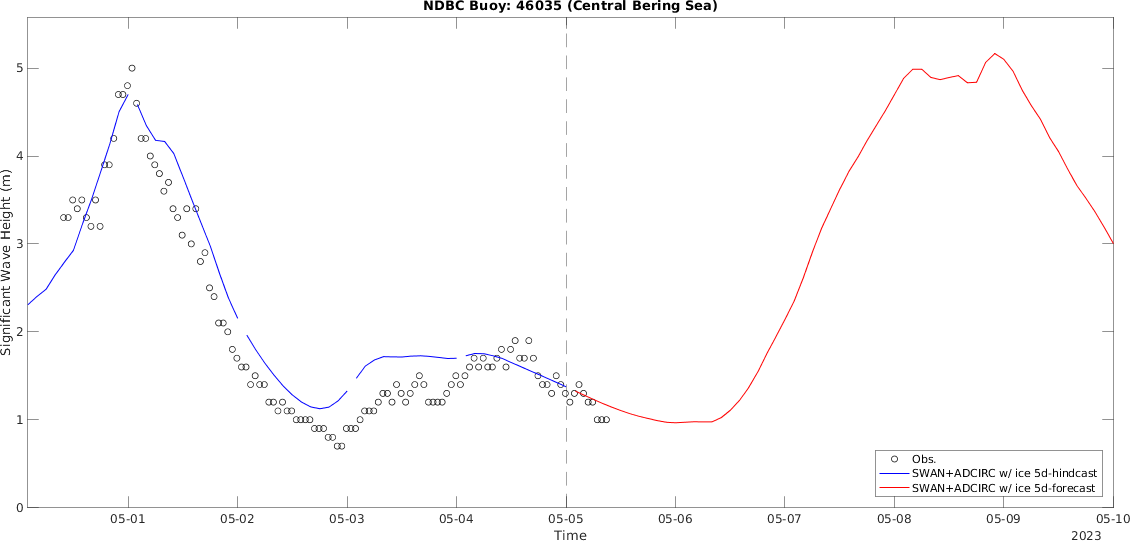 NDBC Buoy: 46035 (Central Bering Sea)
Significant Wave Height (m)
5
4
3
2
1
0
Obs.
SWAN+ADCIRC w/ ice 5d-hindcast
SWAN+ADCIRC w/ ice 5d-forecast
05-01 05-02 05-03 05-04 05-05 05-06 05-07 05-08 05-09 05-10
Time
2023